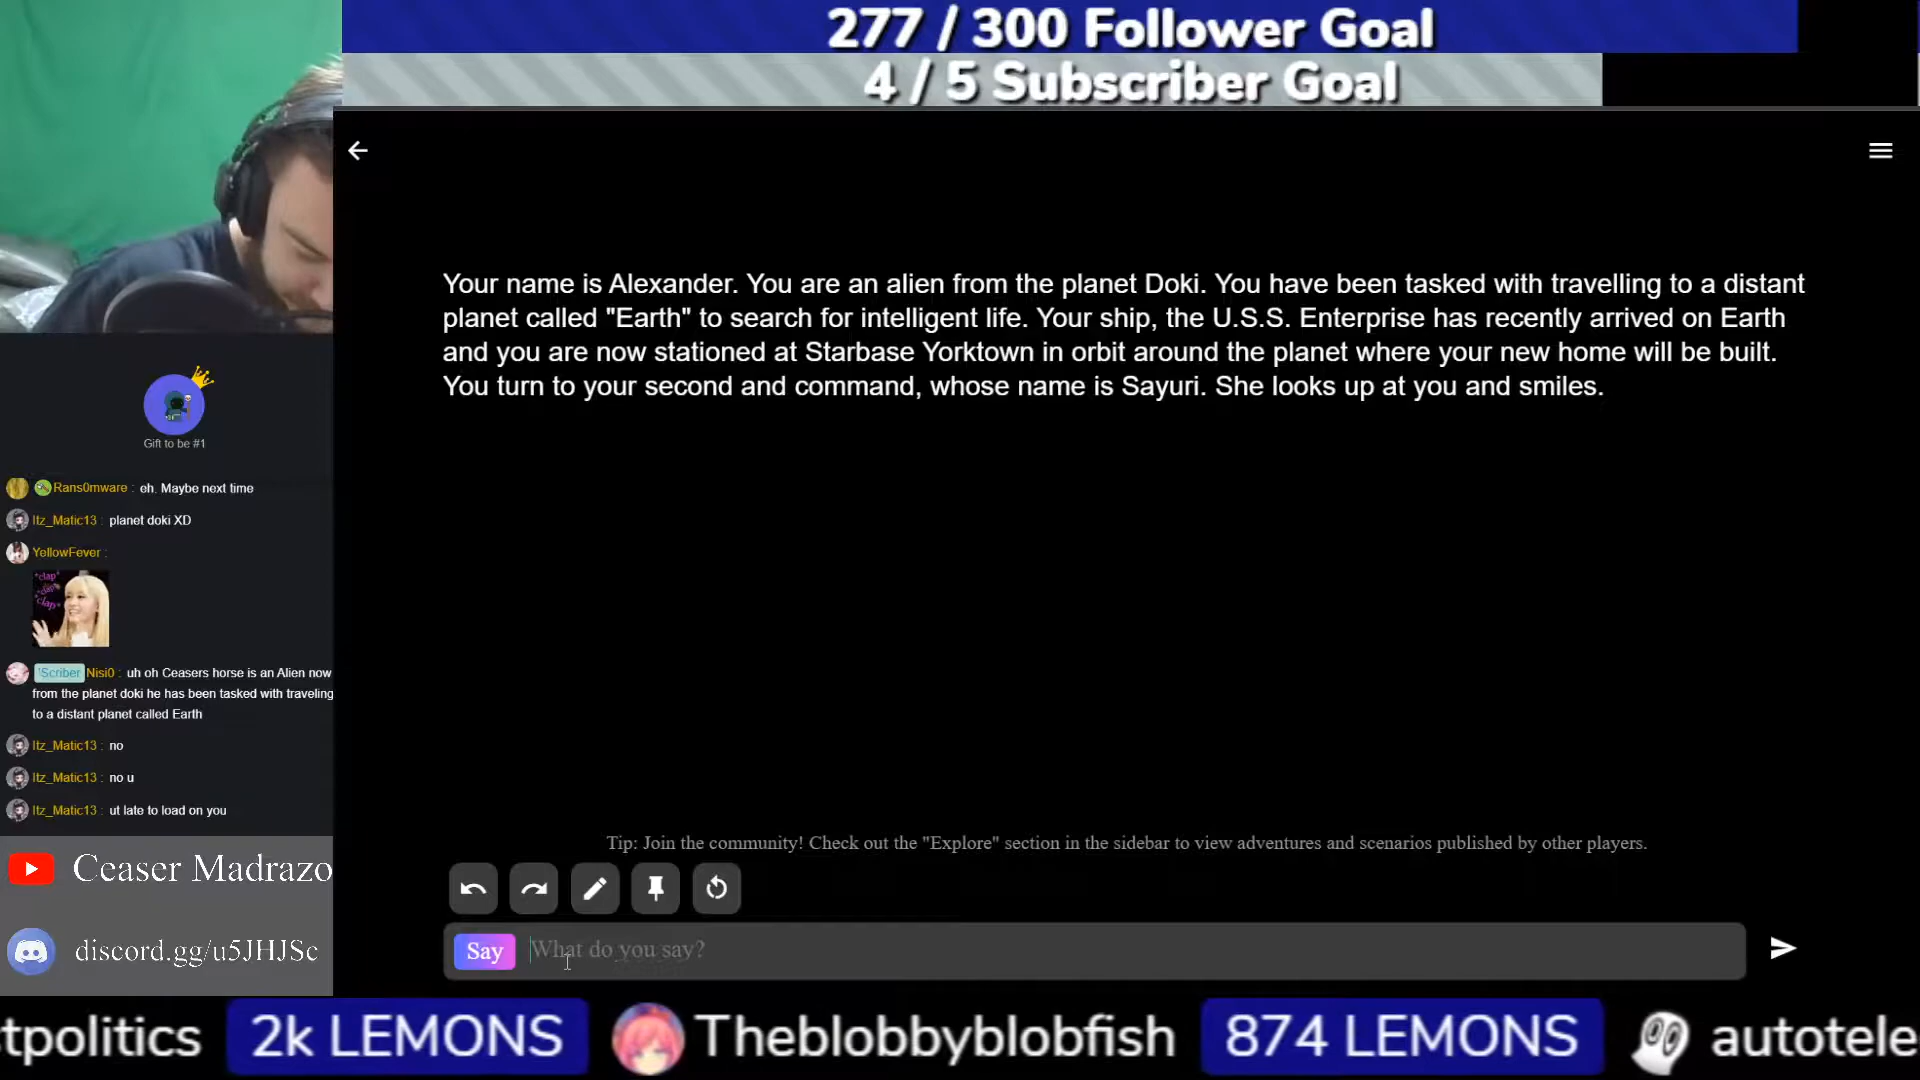 277 / 300 Follower Goal
4 / 5 Subscriber Goal
Your name is Alexander. You are an alien from the planet Doki. You have been tasked with travelling to a distant
planet called "Earth" to search for intelligent life. Your ship, the U.S.S. Enterprise has recently arrived on Earth
and you are now stationed at Starbase Yorktown in orbit around the planet where your new home will be built.
You turn to your second and command, whose name is Sayuri. She looks up at you and smiles.
Gift to be #1
Rans0mware : eh. Maybe next time
Itz_Matic13 : planet doki XD
YellowFever :
*clap*
*clap*
*clap*
!Scriber Nisi0 : uh oh Ceasers horse is an Alien now
from the planet doki he has been tasked with traveling
to a distant planet called Earth
Itz_Matic13 : no
Itz_Matic13 : no u
Itz_Matic13 : ut late to load on you
Tip: Join the community! Check out the "Explore" section in the sidebar to view adventures and scenarios published by other players.
Say What do you say?
Ceaser Madrazo
discord.gg/u5JHJSc
stpolitics 2k LEMONS Theblobbyblobfish 874 LEMONS autotele